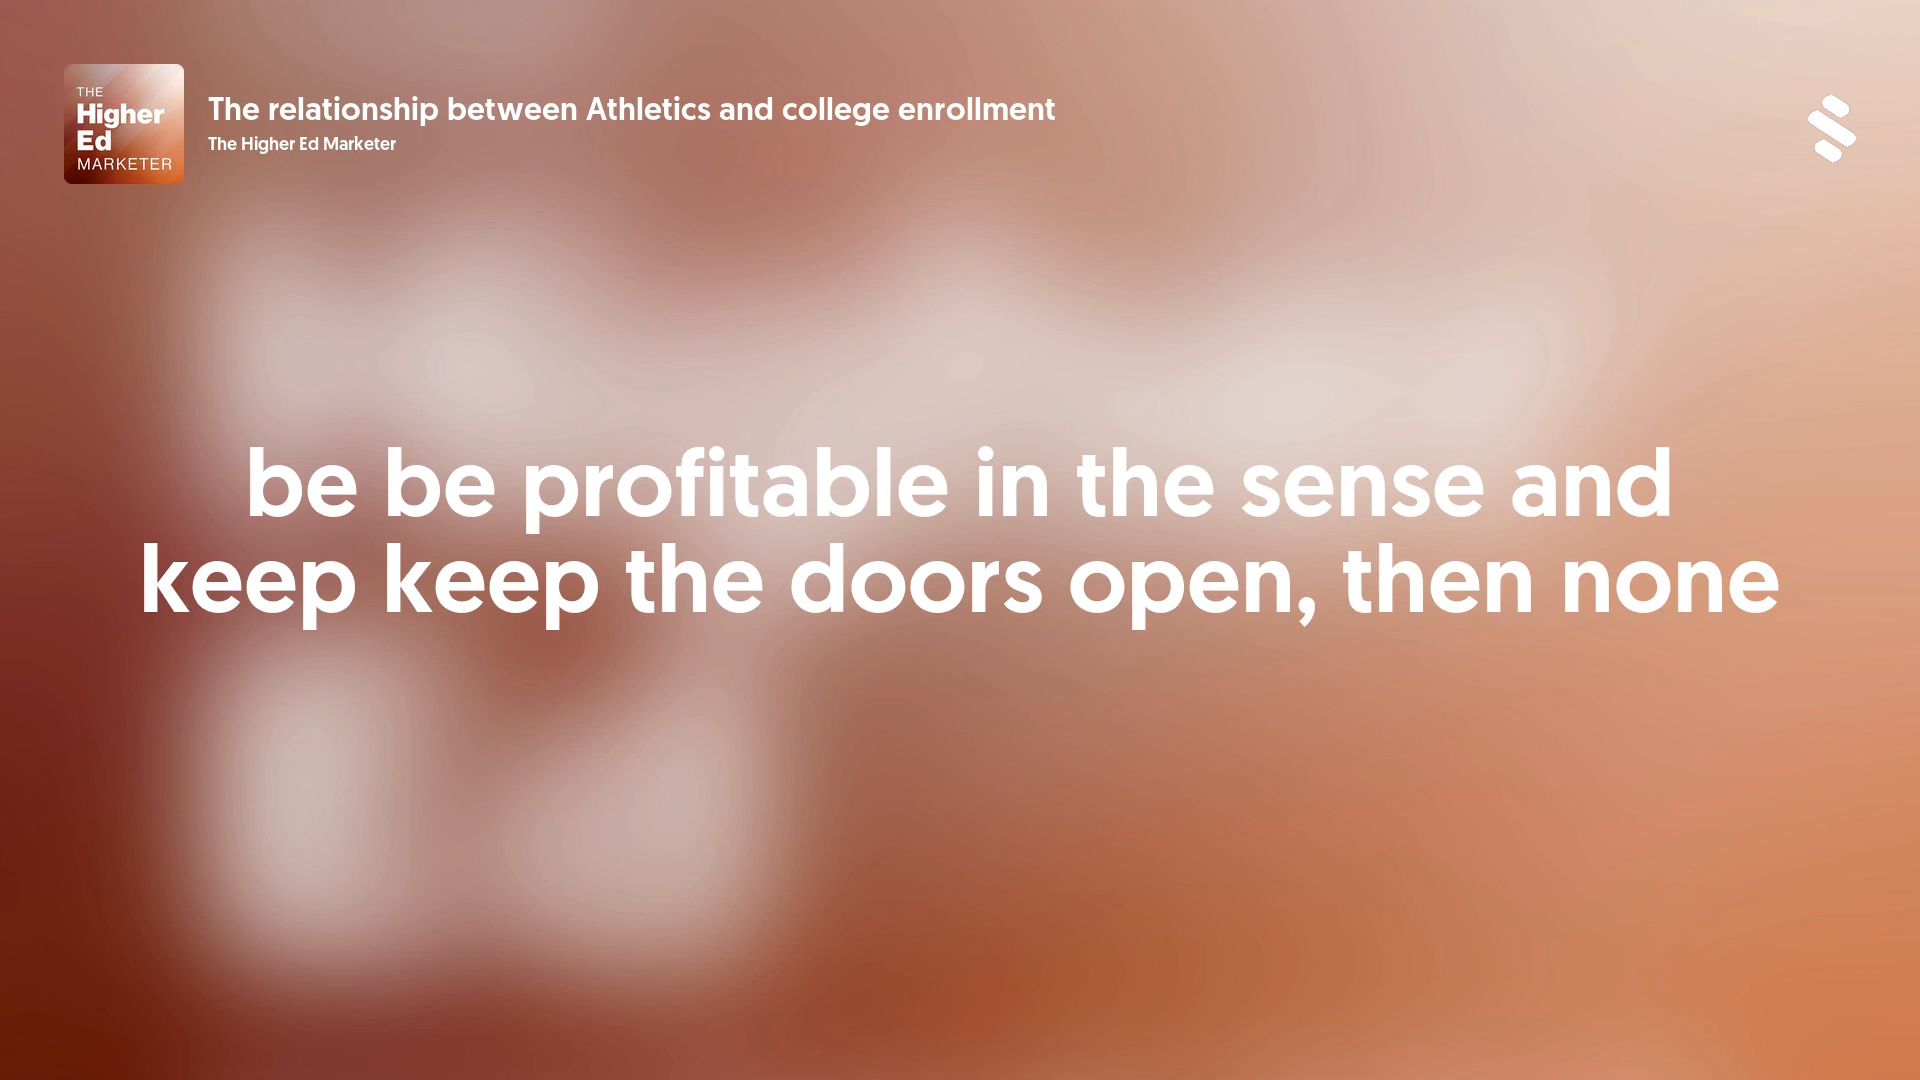 THE
Higher
Ed
MARKETER
The relationship between Athletics and college enrollment
The Higher Ed Marketer
be be profitable in the sense and
keep keep the doors open, then none